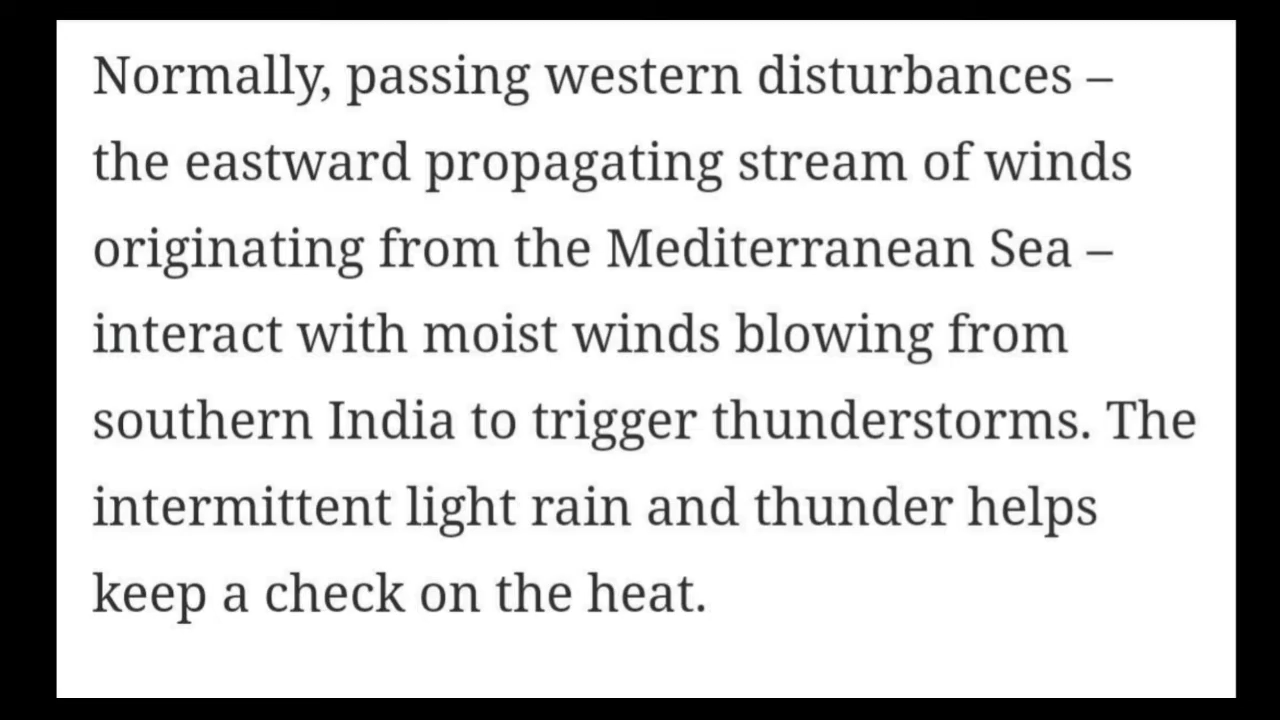 Normally, passing western disturbances –
the eastward propagating stream of winds
originating from the Mediterranean Sea –
interact with moist winds blowing from
southern India to trigger thunderstorms. The
intermittent light rain and thunder helps
keep a check on the heat.